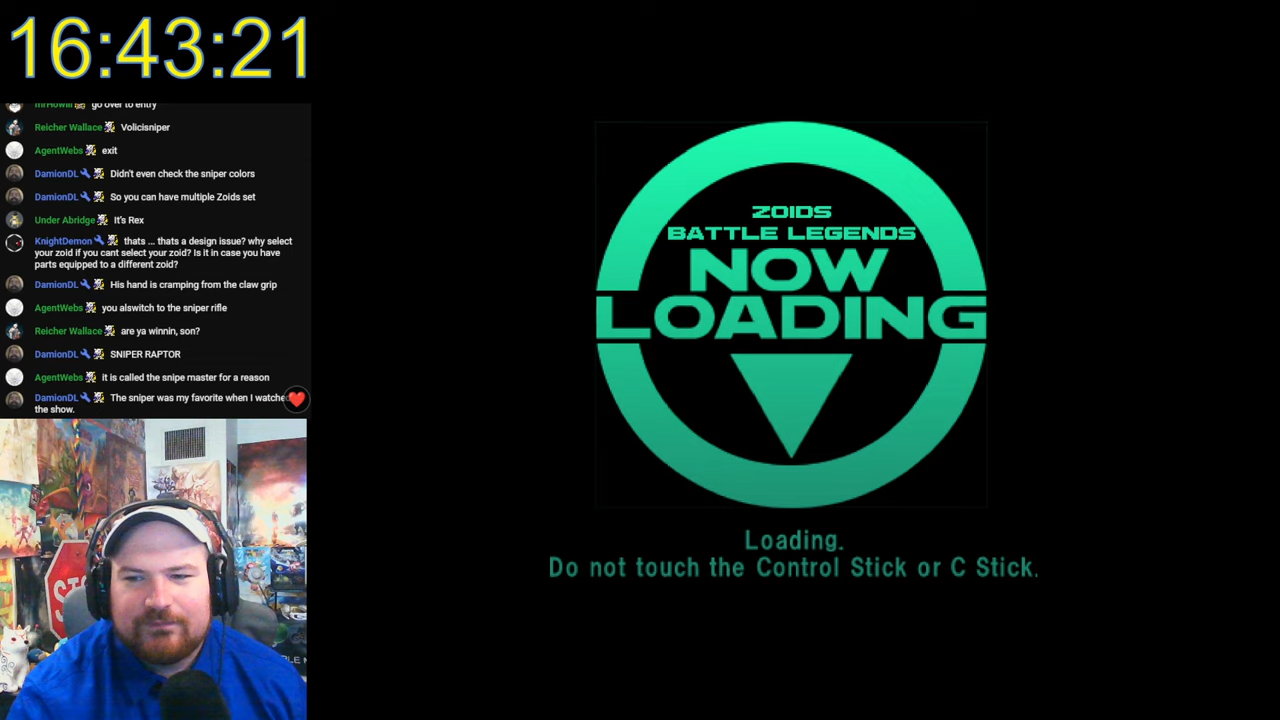 16:43:21
go over to entry
Reicher Wallace Volicisniper
AgentWebs exit
DamionDL Didn't even check the sniper colors
DamionDL So you can have multiple Zoids set
Under Abridge It's Rex
KnightDemon thats ... thats a design issue? why select
your zoid if you cant select your zoid? Is it in case you have
parts equipped to a different zoid?
DamionDL His hand is cramping from the claw grip
AgentWebs you alswitch to the sniper rifle
Reicher Wallace are ya winnin, son?
DamionDL SNIPER RAPTOR
AgentWebs it is called the snipe master for a reason
DamionDL The sniper was my favorite when I watched
the show.
STOP
ZOIDS
BATTLE LEGENDS
NOW
LOADING
Loading.
Do not touch the Control Stick or C Stick.